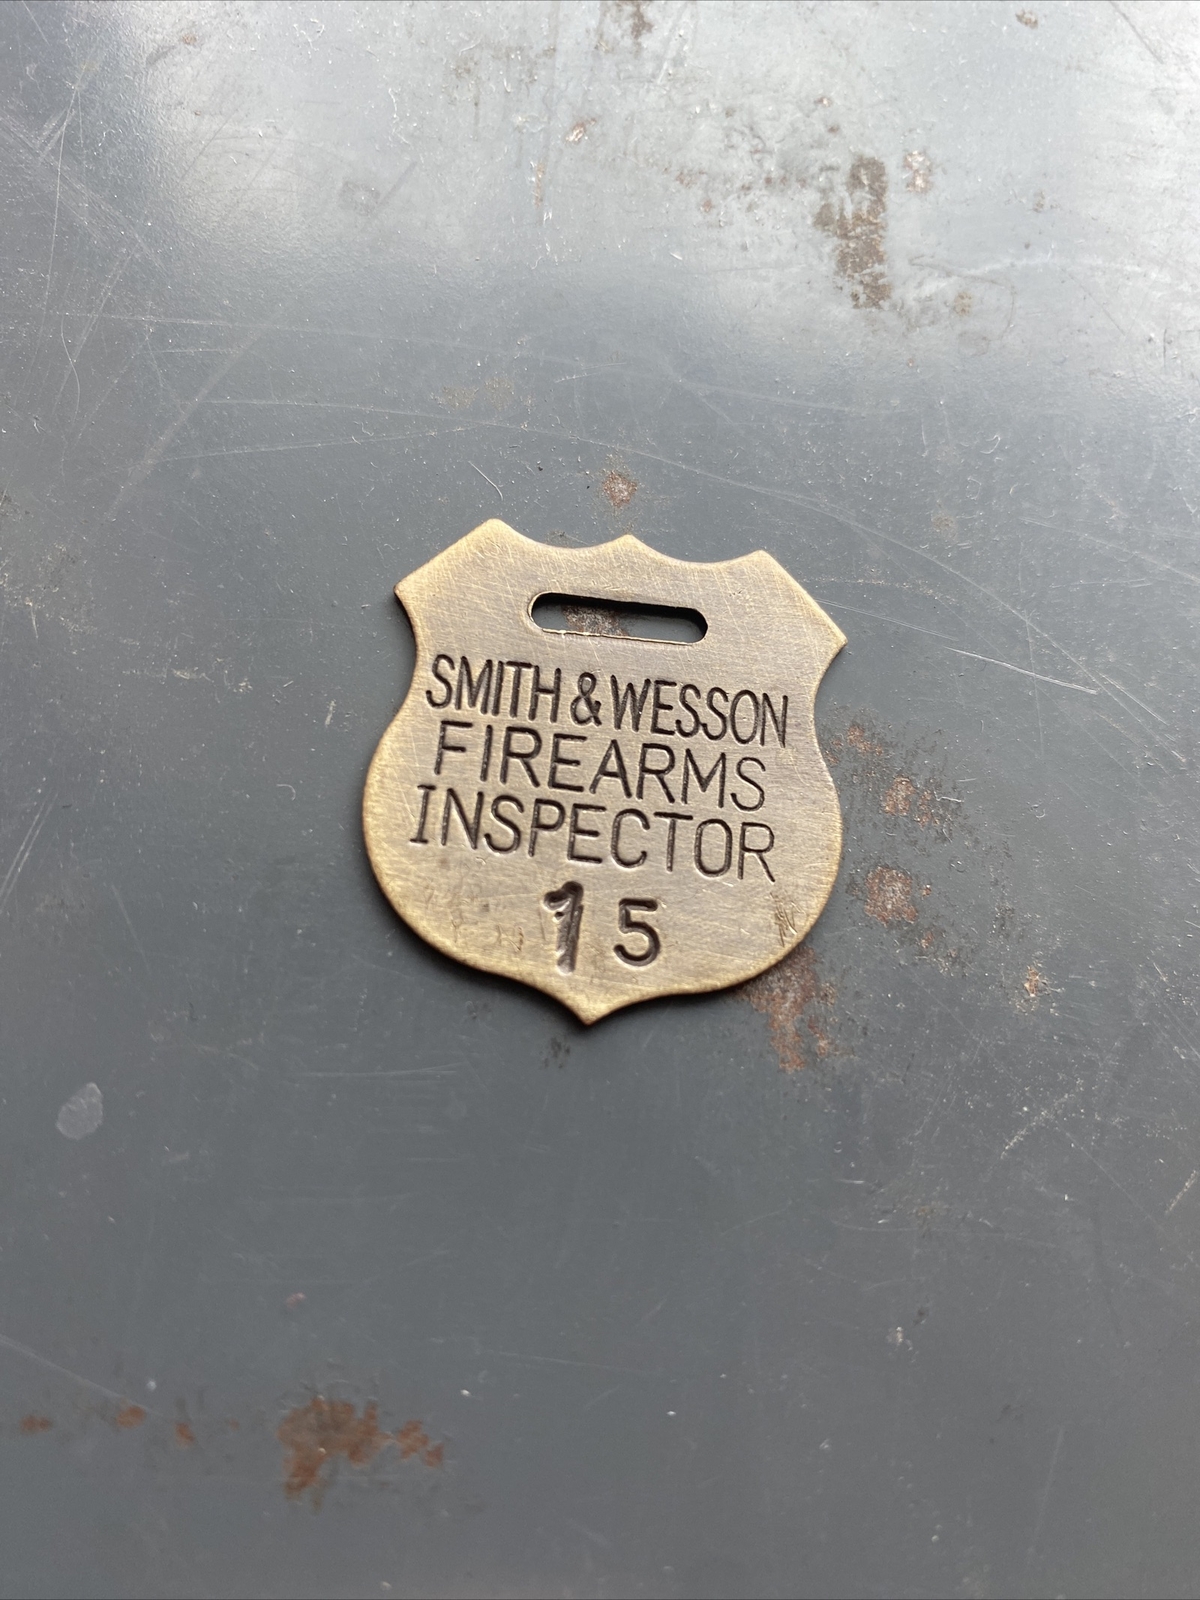 SMITH & WESSON
FIREARMS
INSPECTOR
15